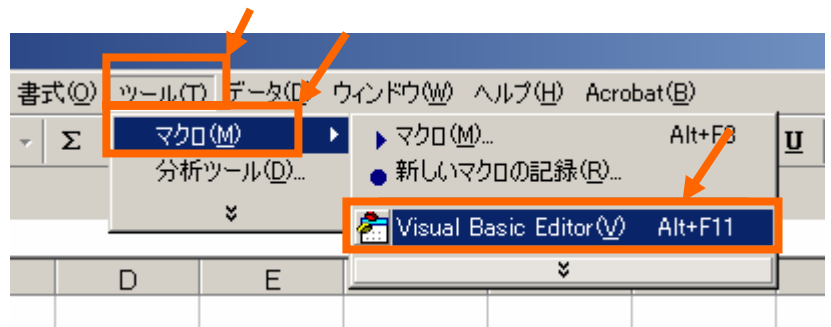 書式(O) ツール(T) データ(D) ウィンドウ(W) ヘルプ(H) Acrobat(B)
Σ マクロ(M) マクロ(M)... Alt+F8 U
分析ツール(D)... 新しいマクロの記録(R)...
Visual Basic Editor(V) Alt+F11
D E